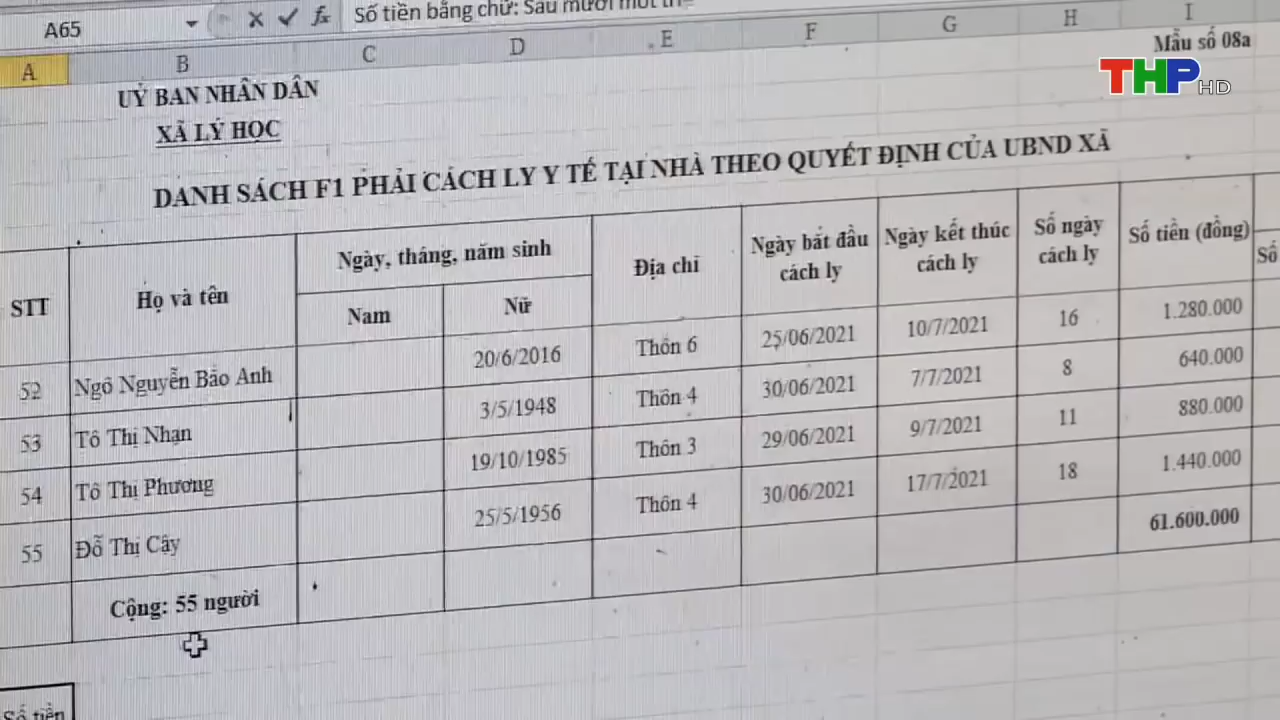 A65
fx
Số tiền bằng chữ: Sáu mươi một
A B C D E F G H I
Mẫu số 08a
THP HD
UỶ BAN NHÂN DÂN
XÃ LÝ HỌC
DANH SÁCH F1 PHẢI CÁCH LY Y TẾ TẠI NHÀ THEO QUYẾT ĐỊNH CỦA UBND XÃ
STT Họ và tên Ngày, tháng, năm sinh Địa chỉ Ngày bắt đầu cách ly Ngày kết thúc cách ly Số ngày cách ly Số tiền (đồng) Số
Nam Nữ
52 Ngô Nguyễn Bảo Anh 20/6/2016 Thôn 6 25/06/2021 10/7/2021 16 1.280.000
53 Tô Thị Nhạn 3/5/1948 Thôn 4 30/06/2021 7/7/2021 8 640.000
54 Tô Thị Phương 19/10/1985 Thôn 3 29/06/2021 9/7/2021 11 880.000
55 Đỗ Thị Cây 25/5/1956 Thôn 4 30/06/2021 17/7/2021 18 1.440.000
Cộng: 55 người 61.600.000
Số tiền